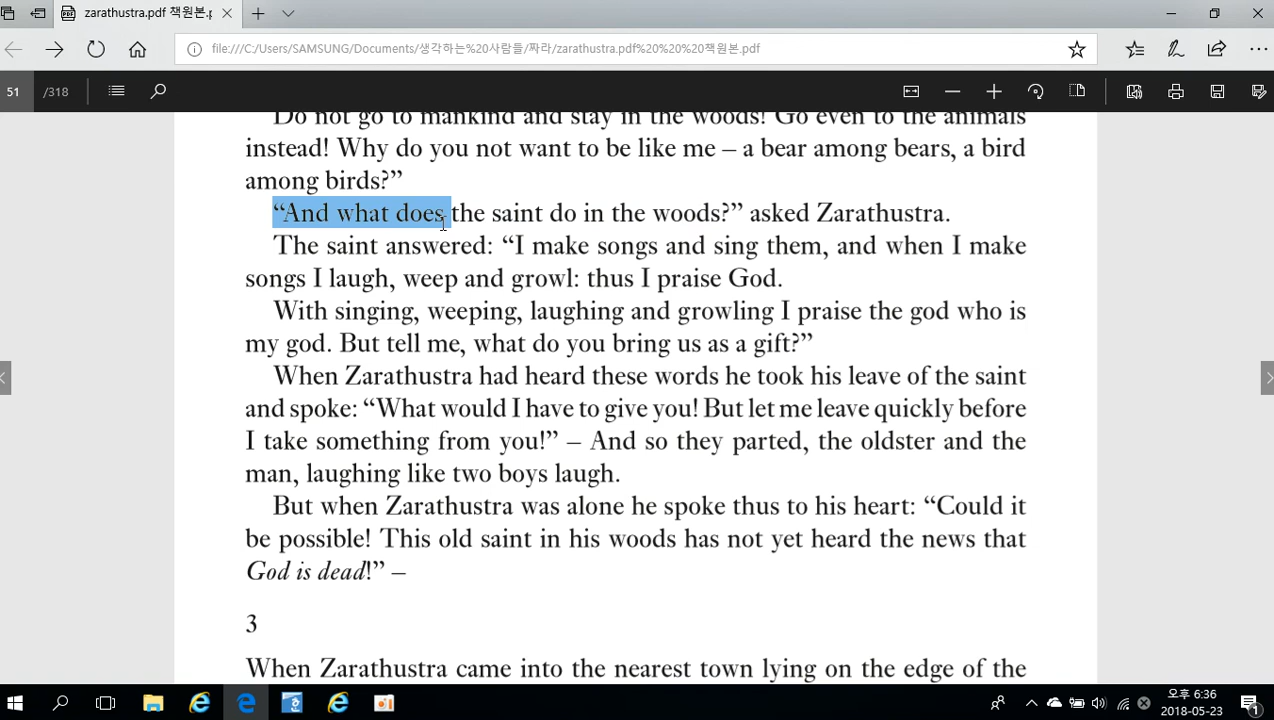 zarathustra.pdf 책원본.p
file:///C:/Users/SAMSUNG/Documents/생각하는%20사람들/짜라/zarathustra.pdf%20%20%20책원본.pdf
51 /318
Do not go to mankind and stay in the woods! Go even to the animals
instead! Why do you not want to be like me – a bear among bears, a bird
among birds?”
“And what does the saint do in the woods?” asked Zarathustra.
The saint answered: “I make songs and sing them, and when I make
songs I laugh, weep and growl: thus I praise God.
With singing, weeping, laughing and growling I praise the god who is
my god. But tell me, what do you bring us as a gift?”
When Zarathustra had heard these words he took his leave of the saint
and spoke: “What would I have to give you! But let me leave quickly before
I take something from you!” – And so they parted, the oldster and the
man, laughing like two boys laugh.
But when Zarathustra was alone he spoke thus to his heart: “Could it
be possible! This old saint in his woods has not yet heard the news that
God is dead!” –
3
When Zarathustra came into the nearest town lying on the edge of the
오후 6:36
2018-05-23
1